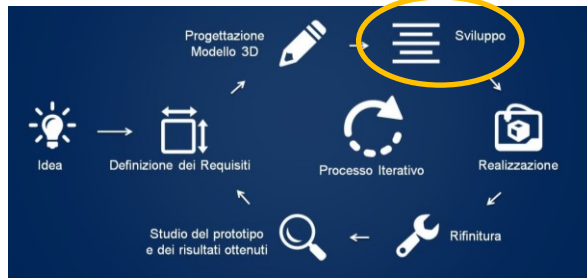 Progettazione
Modello 3D
Sviluppo
Idea
Definizione dei Requisiti
Processo Iterativo
Realizzazione
Studio del prototipo
e dei risultati ottenuti
Rifinitura